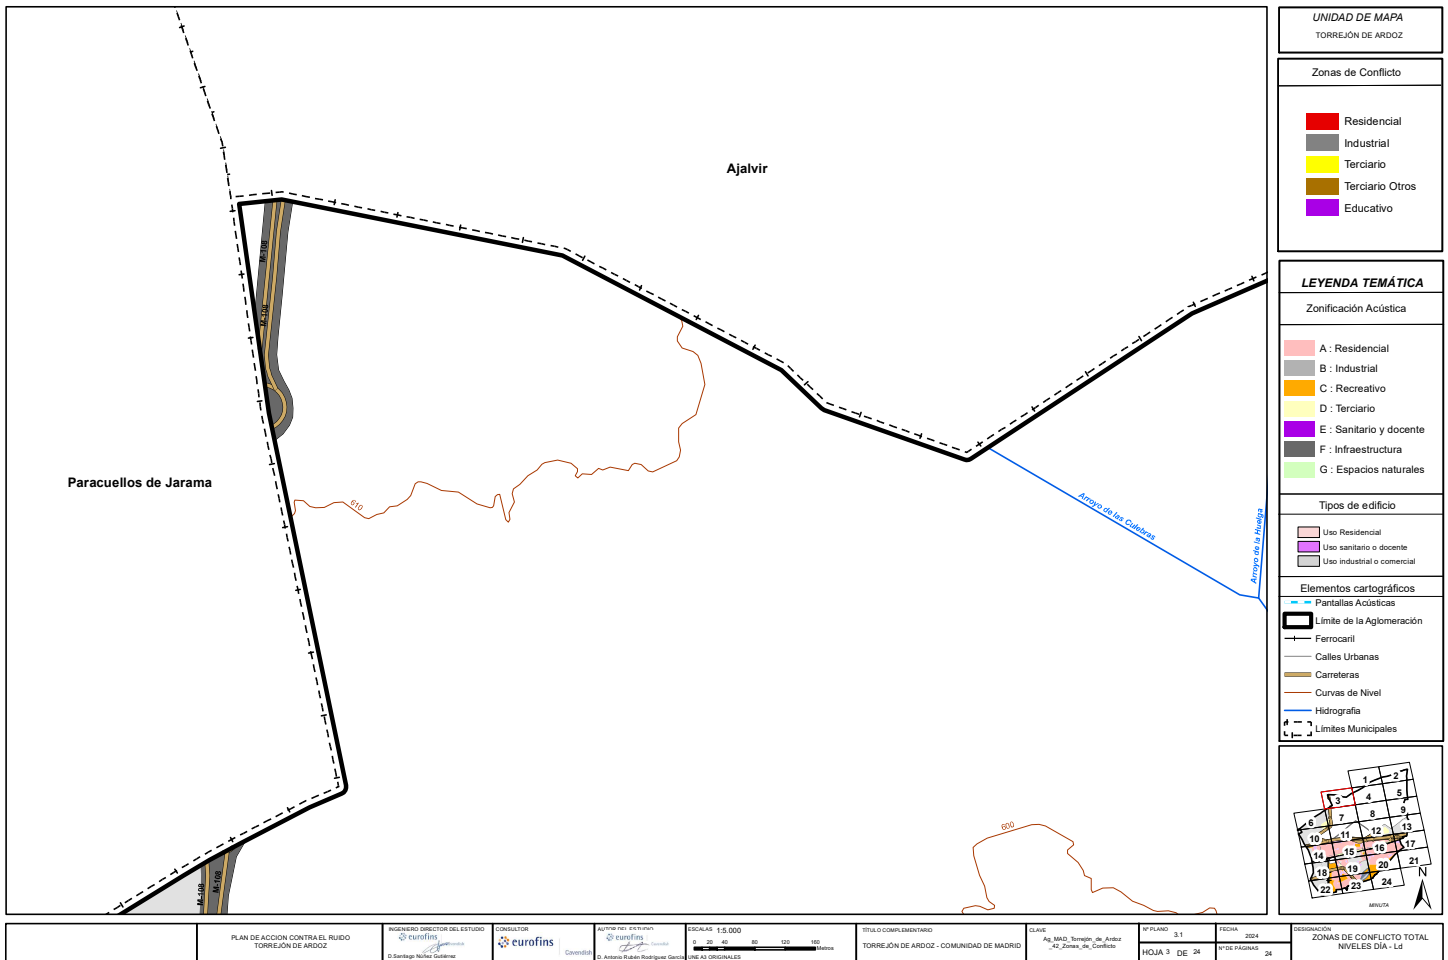 UNIDAD DE MAPA
TORREJÓN DE ARDOZ
Zonas de Conflicto
Residencial
Industrial
Terciario
Terciario Otros
Educativo
LEYENDA TEMÁTICA
Zonificación Acústica
A : Residencial
B : Industrial
C : Recreativo
D : Terciario
E : Sanitario y docente
F : Infraestructura
G : Espacios naturales
Tipos de edificio
Uso Residencial
Uso sanitario o docente
Uso industrial o comercial
Elementos cartográficos
Pantallas Acústicas
Límite de la Aglomeración
Ferrocaril
Calles Urbanas
Carreteras
Curvas de Nivel
Hidrografia
Límites Municipales
1 2
3 4 5
6 7 8 9
10 11 12 13
14 15 16 17
18 19 20 21
22 23 24
N
MINUTA
Ajalvir
Paracuellos de Jarama
M-108
M-108
610
Arroyo de las Culebras
Arroyo de la Huelga
600
M-108
M-108
PLAN DE ACCION CONTRA EL RUIDO
TORREJÓN DE ARDOZ
INGENIERO DIRECTOR DEL ESTUDIO
eurofins
D.Santiago Núñez Gutiérrez
CONSULTOR
eurofins
Cavendish
AUTOR DEL ESTUDIO
eurofins
D. Antonio Rubén Rodríguez García
ESCALAS 1:5.000
0 20 40 80 120 160
Metros
UNE A3 ORIGINALES
TÍTULO COMPLEMENTARIO
TORREJÓN DE ARDOZ - COMUNIDAD DE MADRID
CLAVE
Ag_MAD_Torrejón_de_Ardoz
_42_Zonas_de_Conflicto
Nº PLANO 3.1
HOJA 3 DE 24
FECHA
2024
Nº DE PÁGINAS 24
DESIGNACIÓN
ZONAS DE CONFLICTO TOTAL
NIVELES DÍA - Ld